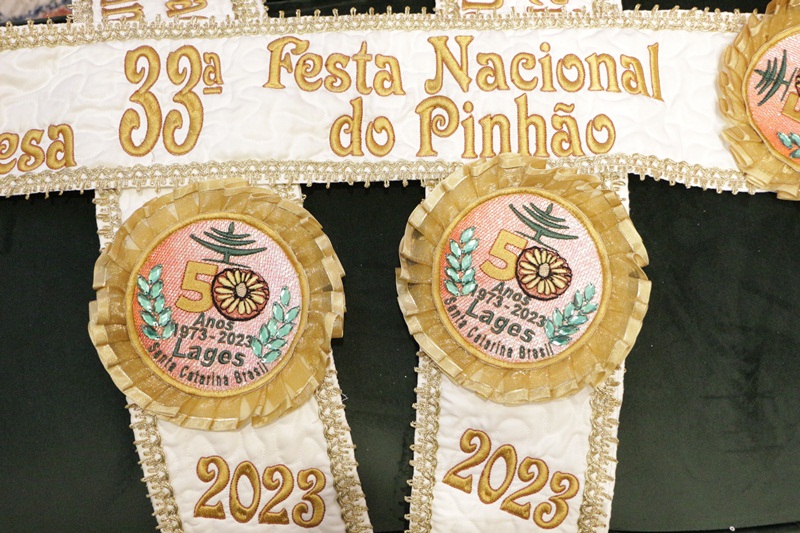 33ª Festa Nacional
do Pinhão
esa
50
Anos
1973-2023
Lages
Santa Catarina Brasil
2023
50
Anos
1973-2023
Lages
Santa Catarina Brasil
2023